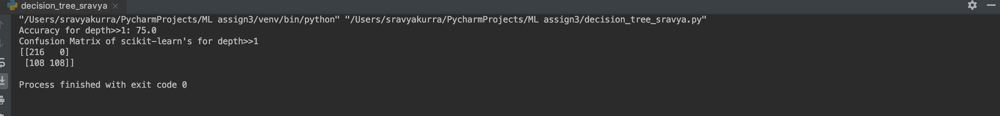 decision_tree_sravya
"/Users/sravyakurra/PycharmProjects/ML assign3/venv/bin/python" "/Users/sravyakurra/PycharmProjects/ML assign3/decision_tree_sravya.py"
Accuracy for depth>>1: 75.0
Confusion Matrix of scikit-learn's for depth>>1
[[216   0]
 [108 108]]
Process finished with exit code 0